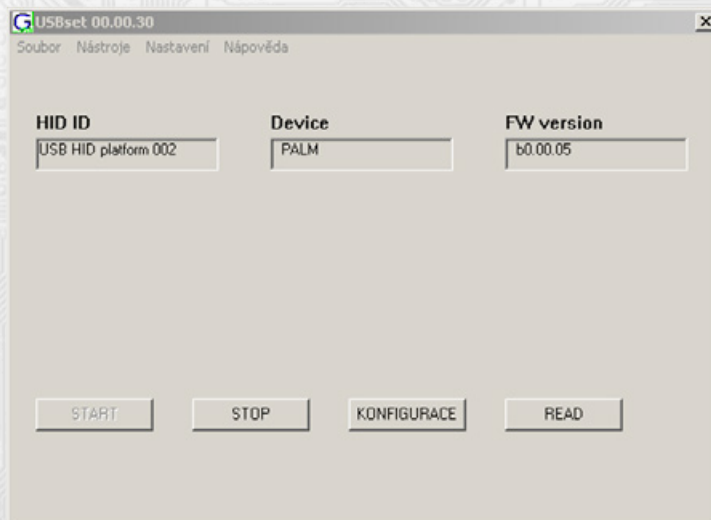 USBset 00.00.30
Soubor Nástroje Nastavení Nápověda
HID ID Device FW version
USB HID platform 002 PALM b0.00.05
START STOP KONFIGURACE READ